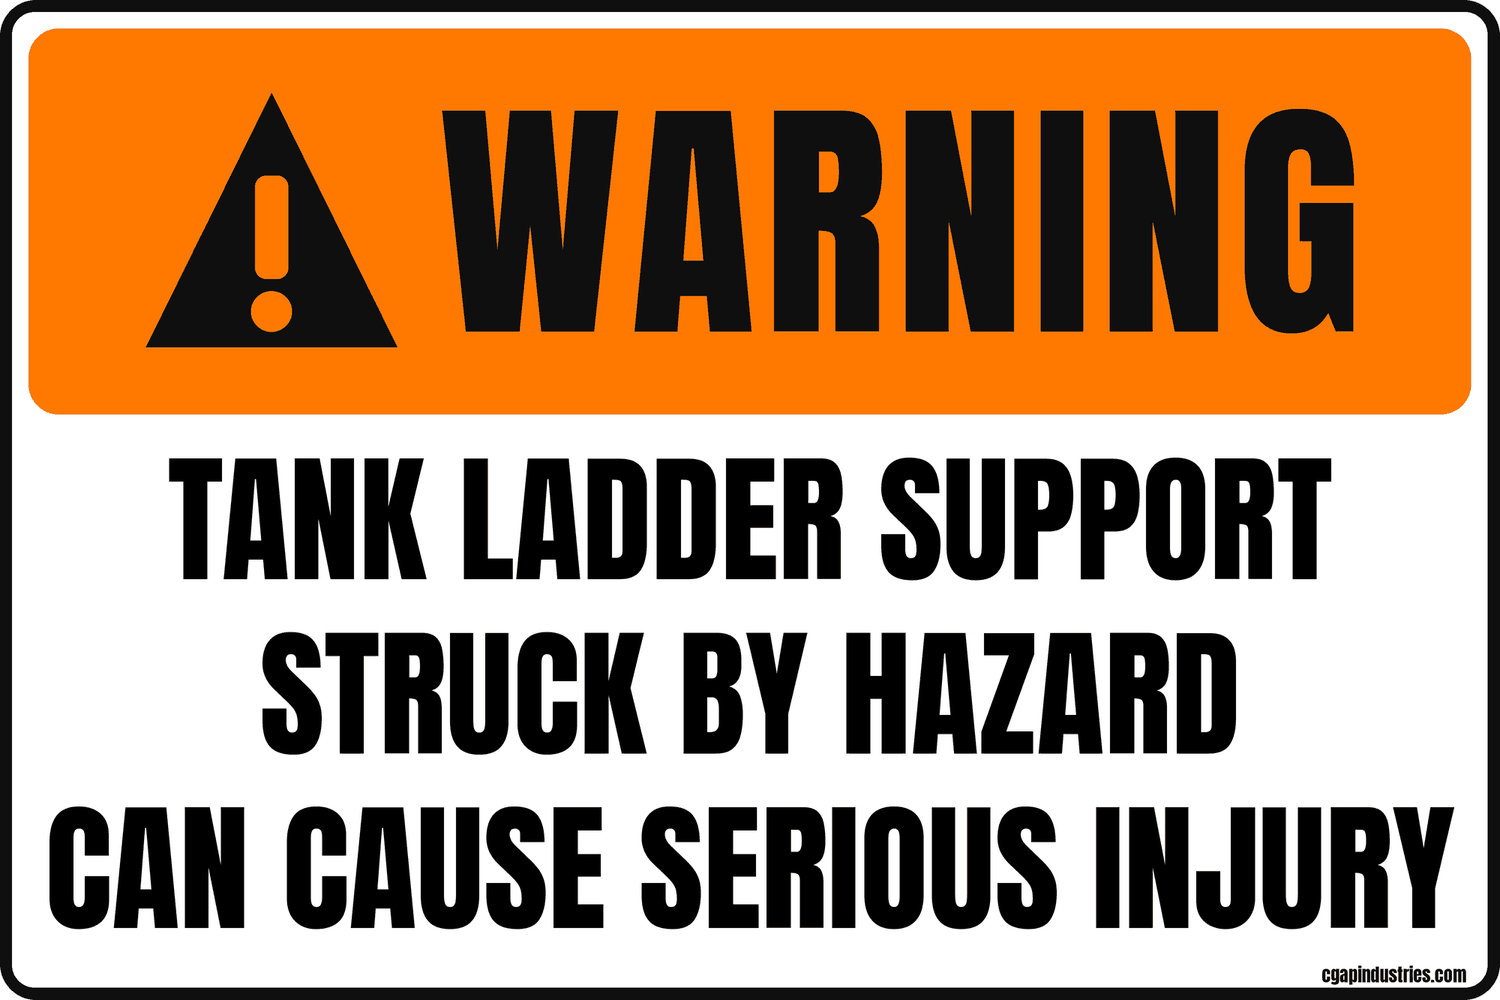 WARNING
TANK LADDER SUPPORT
STRUCK BY HAZARD
CAN CAUSE SERIOUS INJURY
cgapindustries.com